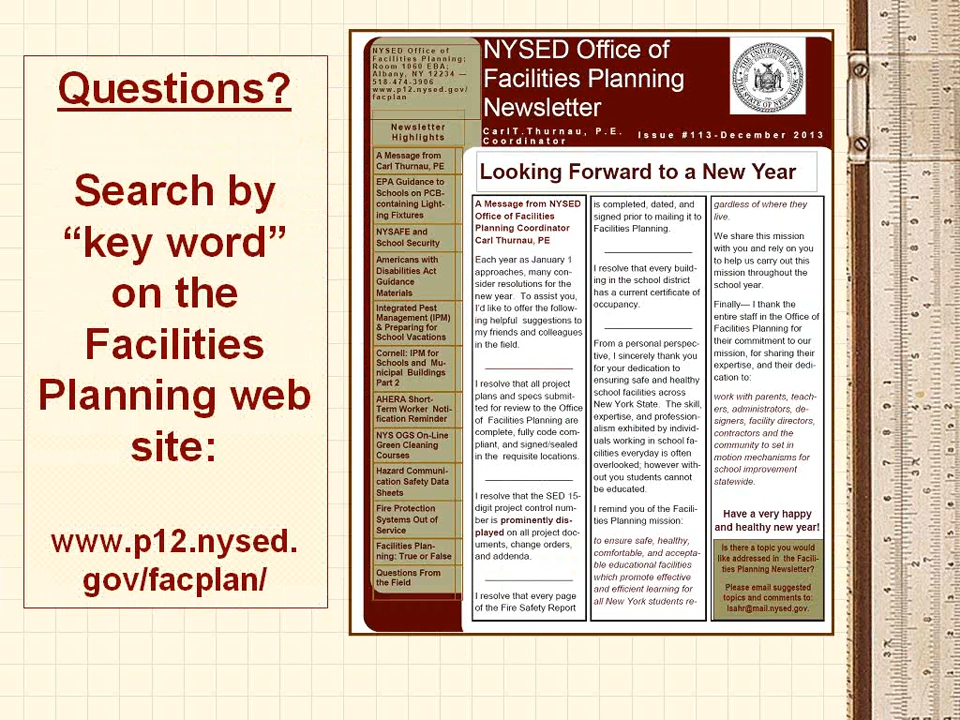 Questions?
Search by
“key word”
on the
Facilities
Planning web
site:
www.p12.nysed.
gov/facplan/
NYSED Office of
Facilities Planning;
Room 1060 EBA;
Albany, NY 12234 —
518-474-3906
www.p12.nysed.gov/
facplan
NYSED Office of
Facilities Planning
Newsletter
CarlT.Thurnau, P.E.
Coordinator
Issue #113-December 2013
Newsletter
Highlights
A Message from
Carl Thurnau, PE
EPA Guidance to
Schools on PCB-
containing Light-
ing Fixtures
NYSAFE and
School Security
Americans with
Disabilities Act
Guidance
Materials
Integrated Pest
Management (IPM)
& Preparing for
School Vacations
Cornell: IPM for
Schools and Mu-
nicipal Buildings
Part 2
AHERA Short-
Term Worker Noti-
fication Reminder
NYS OGS On-Line
Green Cleaning
Courses
Hazard Communi-
cation Safety Data
Sheets
Fire Protection
Systems Out of
Service
Facilities Plan-
ning: True or False
Questions From
the Field
Looking Forward to a New Year
A Message from NYSED
Office of Facilities
Planning Coordinator
Carl Thurnau, PE
Each year as January 1
approaches, many con-
sider resolutions for the
new year. To assist you,
I’d like to offer the follow-
ing helpful suggestions to
my friends and colleagues
in the field.
I resolve that all project
plans and specs submit-
ted for review to the Office
of Facilities Planning are
complete, fully code com-
pliant, and signed/sealed
in the requisite locations.
I resolve that the SED 15-
digit project control num-
ber is prominently dis-
played on all project doc-
uments, change orders,
and addenda.
I resolve that every page
of the Fire Safety Report
is completed, dated, and
signed prior to mailing it to
Facilities Planning.
I resolve that every build-
ing in the school district
has a current certificate of
occupancy.
From a personal perspec-
tive, I sincerely thank you
for your dedication to
ensuring safe and healthy
school facilities across
New York State. The skill,
expertise, and profession-
alism exhibited by individ-
uals working in school fa-
cilities everyday is often
overlooked; however with-
out you students cannot
be educated.
I remind you of the Facili-
ties Planning mission:
to ensure safe, healthy,
comfortable, and accepta-
ble educational facilities
which promote effective
and efficient learning for
all New York students re-
gardless of where they
live.
We share this mission
with you and rely on you
to help us carry out this
mission throughout the
school year.
Finally— I thank the
entire staff in the Office of
Facilities Planning for
their commitment to our
mission, for sharing their
expertise, and their dedi-
cation to:
work with parents, teach-
ers, administrators, de-
signers, facility directors,
contractors and the
community to set in
motion mechanisms for
school improvement
statewide.
Have a very happy
and healthy new year!
Is there a topic you would
like addressed in the Facili-
ties Planning Newsletter?
Please email suggested
topics and comments to:
lsahr@mail.nysed.gov.